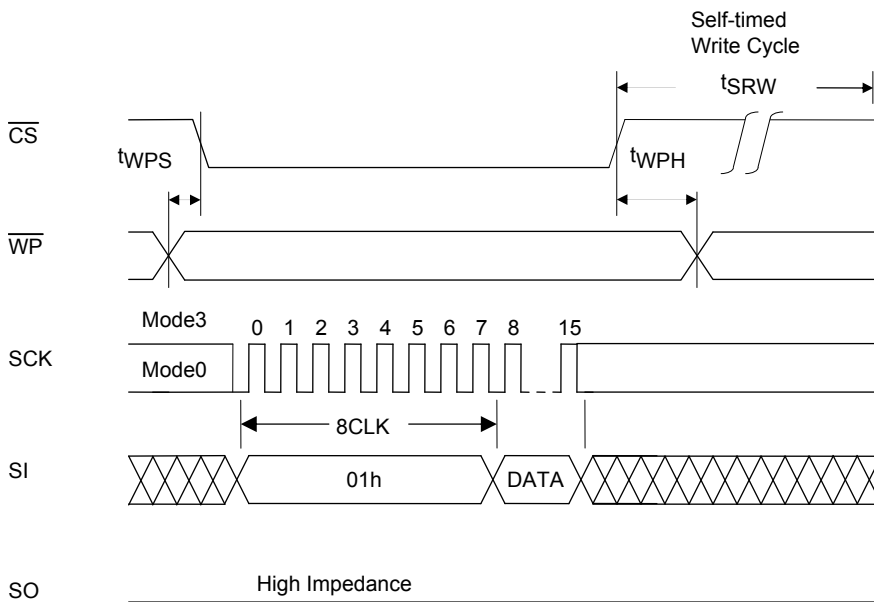 Self-timed
Write Cycle
tSRW
CS
tWPS
tWPH
WP
Mode3
0 1 2 3 4 5 6 7 8 15
SCK
Mode0
8CLK
SI
01h
DATA
High Impedance
SO